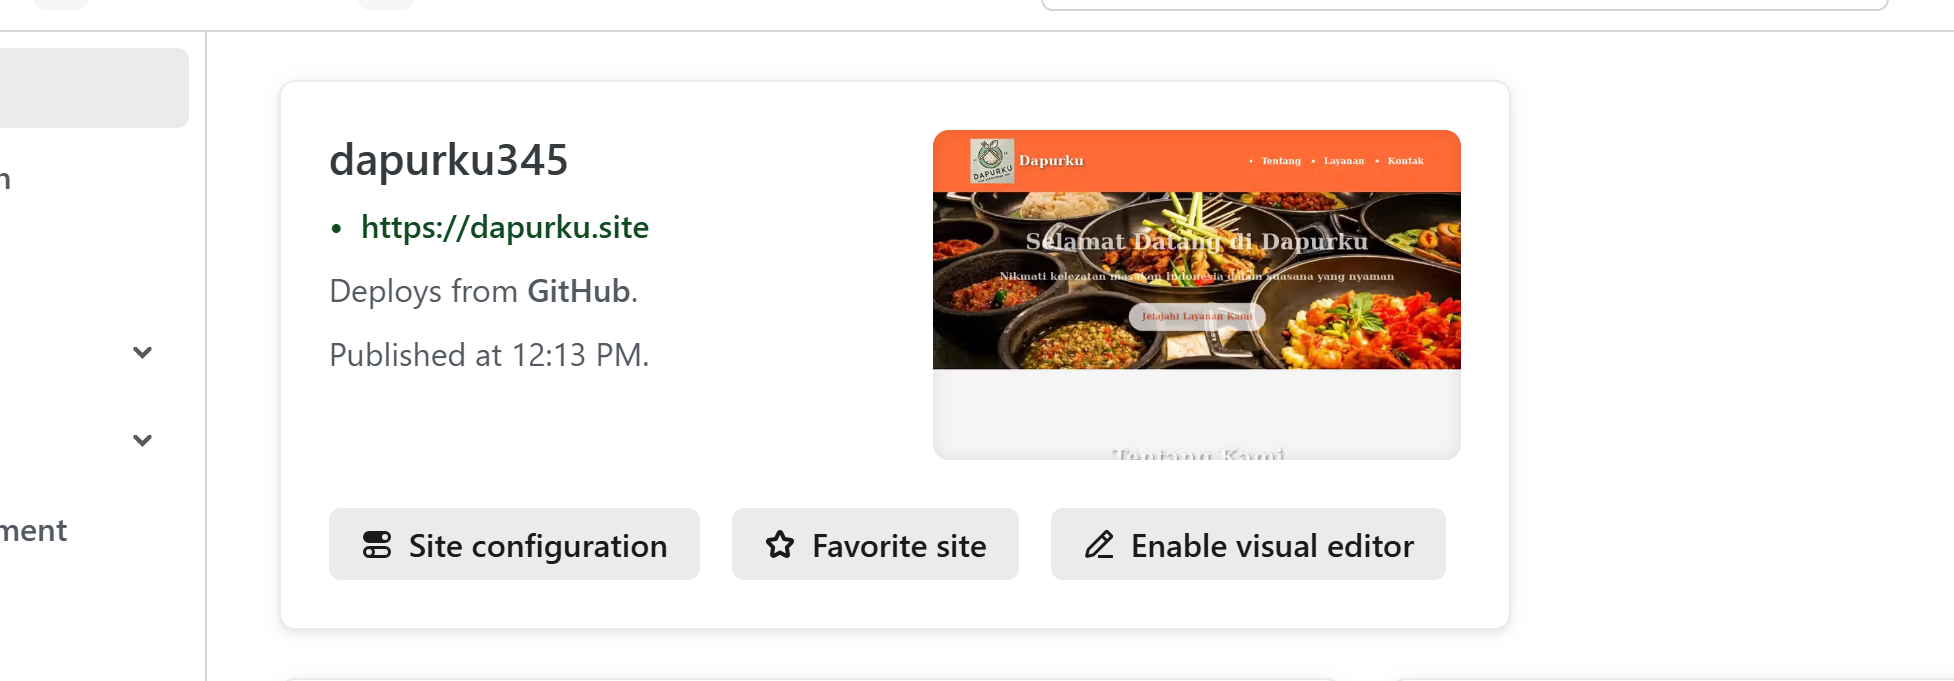 n
ment
dapurku345
• https://dapurku.site
Deploys from GitHub.
Published at 12:13 PM.
DAPURKU
Dapurku
• Tentang • Layanan • Kontak
Selamat Datang di Dapurku
Nikmati kelezatan masakan Indonesia dalam suasana yang nyaman
Jelajahi Layanan Kami
Tentang Kami
Site configuration
Favorite site
Enable visual editor